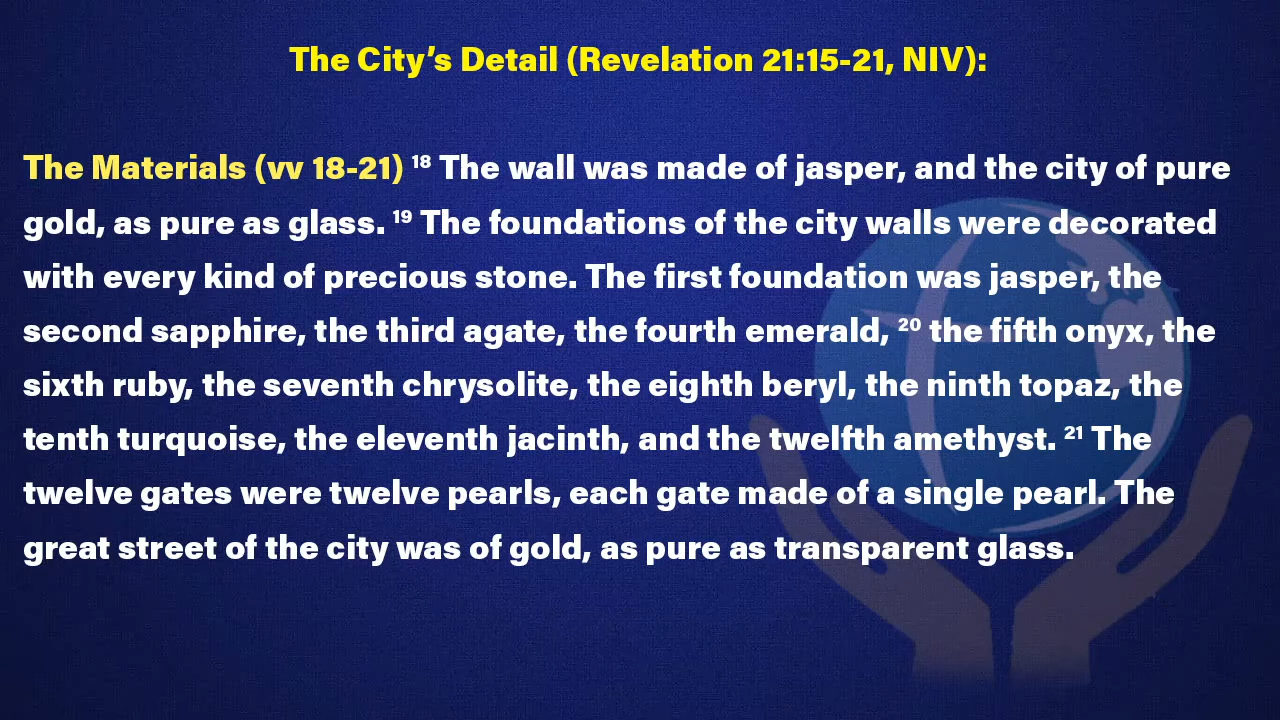 The City’s Detail (Revelation 21:15-21, NIV):
The Materials (vv 18-21) 18 The wall was made of jasper, and the city of pure
gold, as pure as glass. 19 The foundations of the city walls were decorated
with every kind of precious stone. The first foundation was jasper, the
second sapphire, the third agate, the fourth emerald, 20 the fifth onyx, the
sixth ruby, the seventh chrysolite, the eighth beryl, the ninth topaz, the
tenth turquoise, the eleventh jacinth, and the twelfth amethyst. 21 The
twelve gates were twelve pearls, each gate made of a single pearl. The
great street of the city was of gold, as pure as transparent glass.